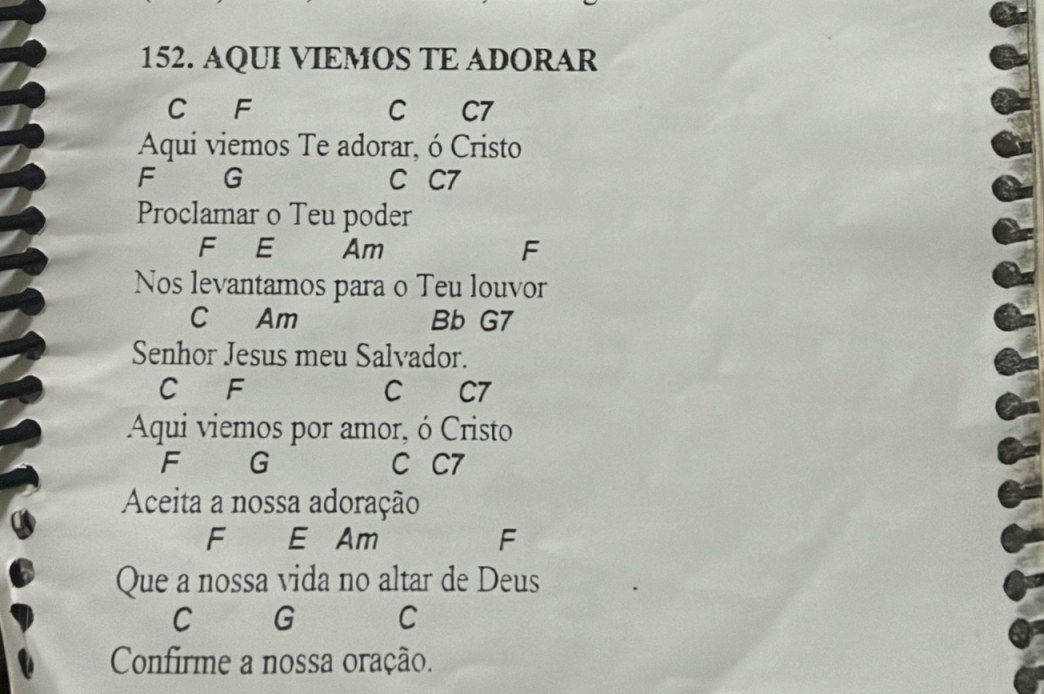 152. AQUI VIEMOS TE ADORAR
C F C C7
Aqui viemos Te adorar, ó Cristo
F G C C7
Proclamar o Teu poder
F E Am F
Nos levantamos para o Teu louvor
C Am Bb G7
Senhor Jesus meu Salvador.
C F C C7
Aqui viemos por amor, ó Cristo
F G C C7
Aceita a nossa adoração
F E Am F
Que a nossa vida no altar de Deus
C G C
Confirme a nossa oração.